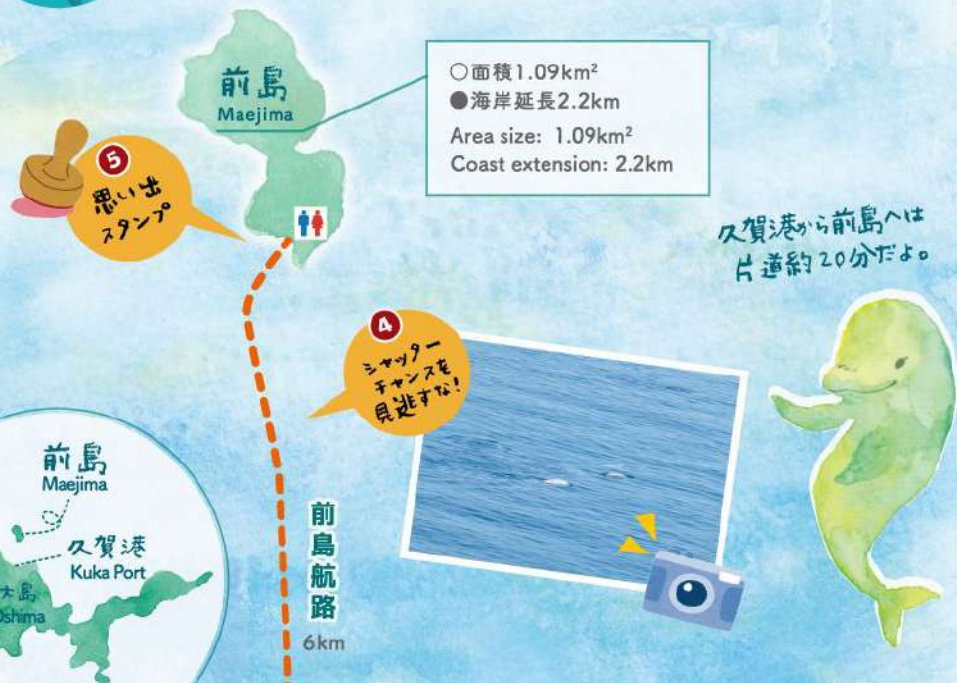 前島
Maejima
○面積1.09km²
●海岸延長2.2km
Area size: 1.09km²
Coast extension: 2.2km
5
思い出
スタンプ
久賀港から前島へは
片道約20分だよ。
4
シャッター
チャンスを
見逃すな!
前島航路
6km
前島
Maejima
久賀港
Kuka Port
大島
Oshima